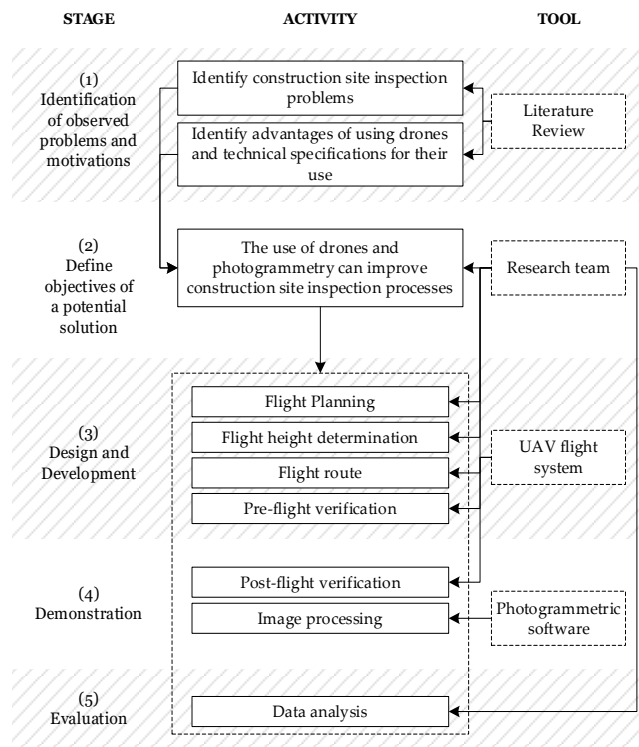 STAGE
ACTIVITY
TOOL
(1)
Identification
of observed
problems and
motivations
Identify construction site inspection
problems
Identify advantages of using drones
and technical specifications for their
use
Literature
Review
(2)
Define
objectives of
a potential
solution
The use of drones and
photogrammetry can improve
construction site inspection processes
Research team
(3)
Design and
Development
Flight Planning
Flight height determination
Flight route
Pre-flight verification
UAV flight
system
(4)
Demonstration
Post-flight verification
Image processing
Photogrammetric
software
(5)
Evaluation
Data analysis